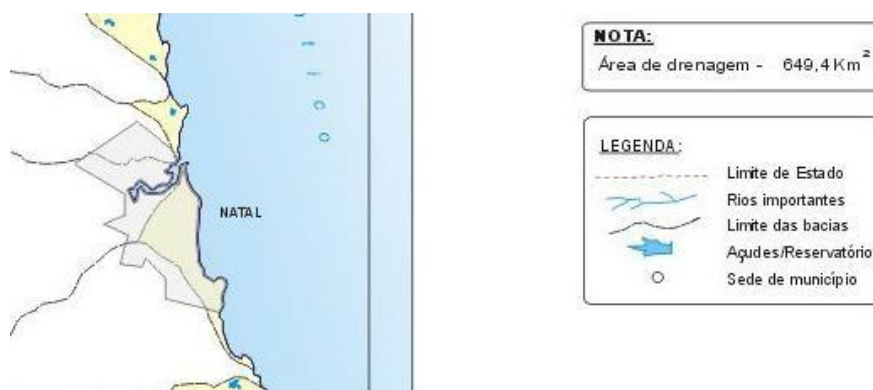 ntico
NATAL
NOTA:
Área de drenagem - 649,4 Km²
LEGENDA:
Limite de Estado
Rios importantes
Limite das bacias
Açudes/Reservatório
Sede de município